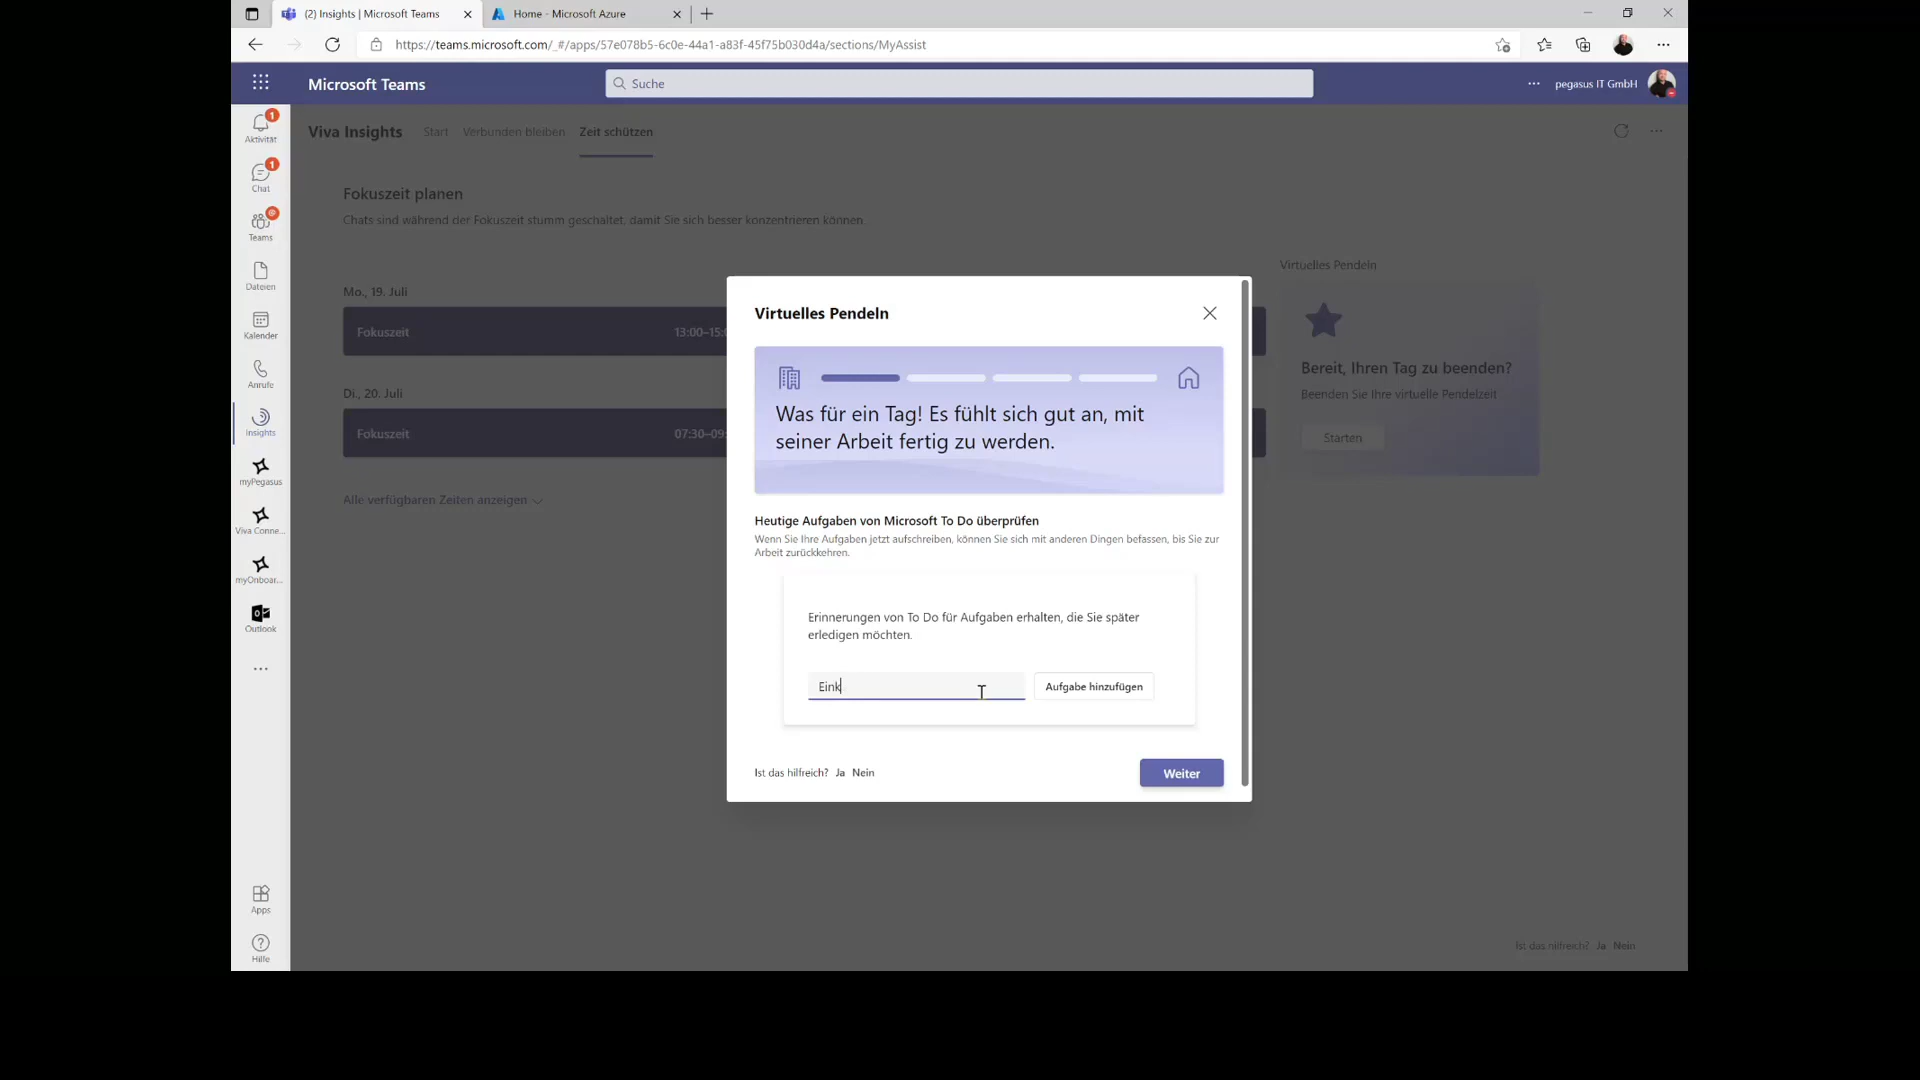 (2) Insights | Microsoft Teams
Home - Microsoft Azure
https://teams.microsoft.com/_#/apps/57e078b5-6c0e-44a1-a83f-45f75b030d4a/sections/MyAssist
Microsoft Teams
Suche
pegasus IT GmbH
1
Aktivität
1
Chat
Teams
Dateien
Kalender
Anrufe
Insights
myPegasus
Viva Conne...
myOnboar...
Outlook
Apps
Hilfe
Viva Insights Start Verbunden bleiben Zeit schützen
Fokuszeit planen
Chats sind während der Fokuszeit stumm geschaltet, damit Sie sich besser konzentrieren können.
Mo., 19. Juli
Fokuszeit 13:00–15:0
Di., 20. Juli
Fokuszeit 07:30–09:
Alle verfügbaren Zeiten anzeigen
Virtuelles Pendeln
Bereit, Ihren Tag zu beenden?
Beenden Sie Ihre virtuelle Pendelzeit
Starten
Virtuelles Pendeln
Was für ein Tag! Es fühlt sich gut an, mit
seiner Arbeit fertig zu werden.
Heutige Aufgaben von Microsoft To Do überprüfen
Wenn Sie Ihre Aufgaben jetzt aufschreiben, können Sie sich mit anderen Dingen befassen, bis Sie zur
Arbeit zurückkehren.
Erinnerungen von To Do für Aufgaben erhalten, die Sie später
erledigen möchten.
Eink
Aufgabe hinzufügen
Ist das hilfreich? Ja Nein
Weiter
Ist das hilfreich? Ja Nein